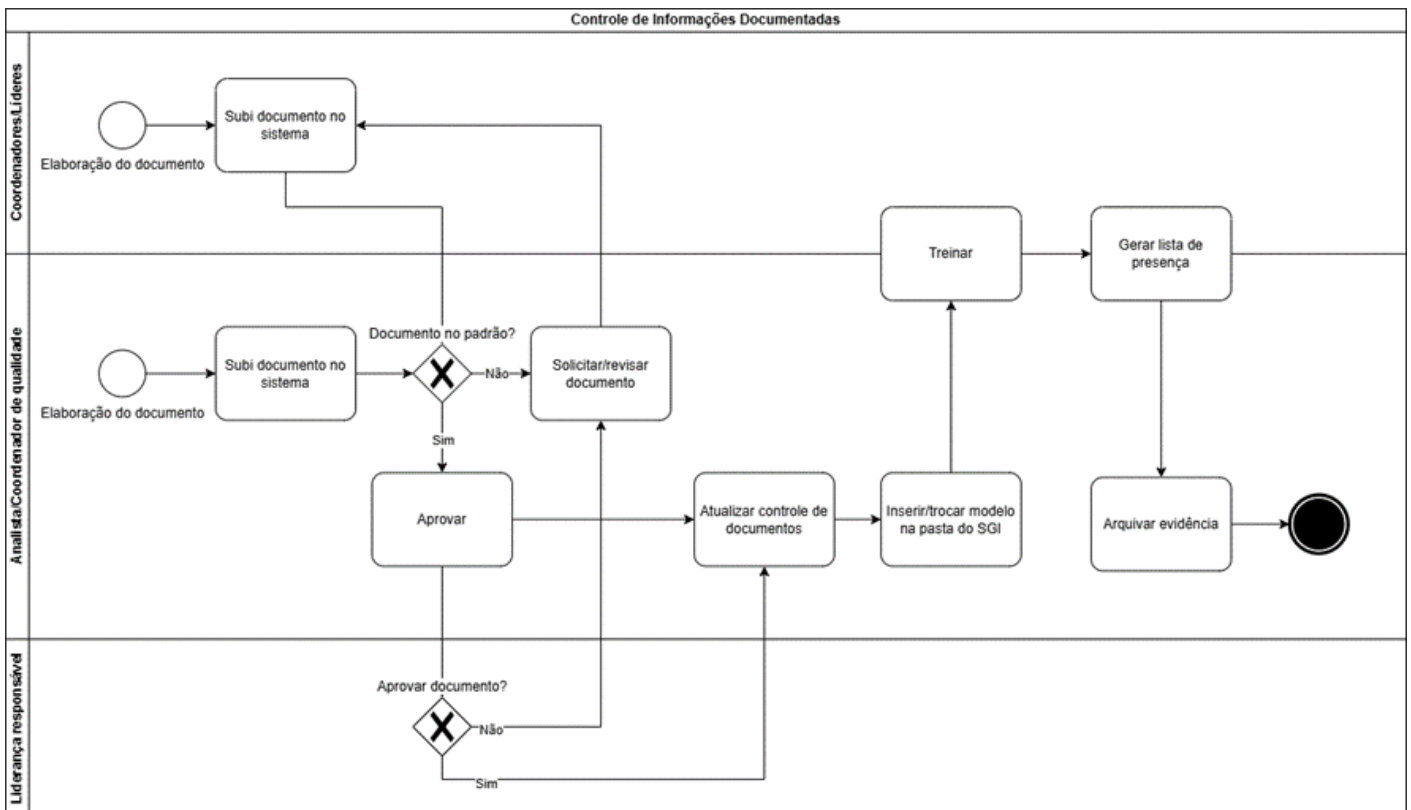 Controle de Informações Documentadas
Coordenadores/Líderes
Elaboração do documento
Subi documento no
sistema
Treinar
Gerar lista de
presença
Analista/Coordenador de qualidade
Elaboração do documento
Subi documento no
sistema
Documento no padrão?
Não
Solicitar/revisar
documento
Sim
Aprovar
Atualizar controle de
documentos
Inserir/trocar modelo
na pasta do SGI
Arquivar evidência
Liderança responsável
Aprovar documento?
Não
Sim